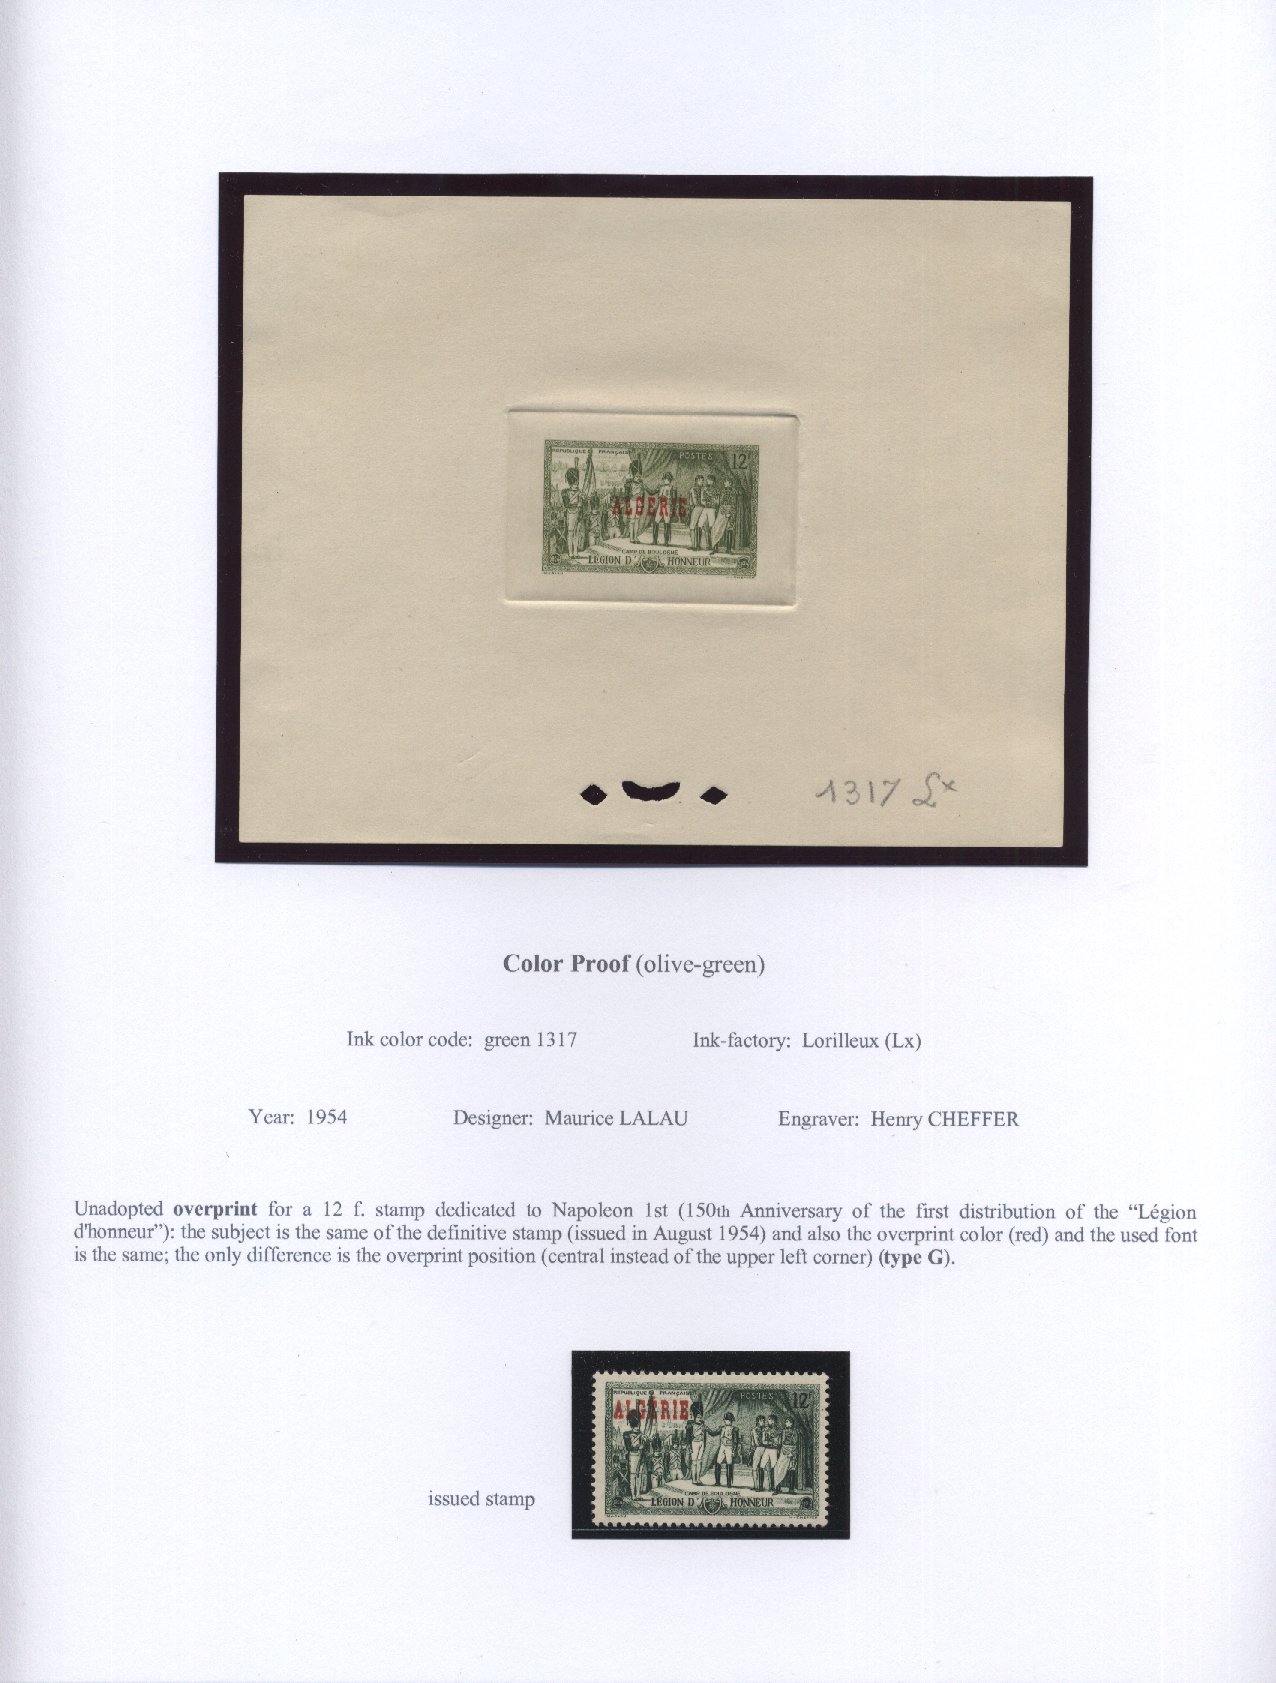 REPUBLIQUE FRANÇAISE
POSTES 12F
ALGERIE
CAMP DE BOULOGNE
LÉGION D' HONNEUR
1317 Lx
Color Proof (olive-green)
Ink color code: green 1317 Ink-factory: Lorilleux (Lx)
Year: 1954 Designer: Maurice LALAU Engraver: Henry CHEFFER
Unadopted overprint for a 12 f. stamp dedicated to Napoleon 1st (150th Anniversary of the first distribution of the “Légion
d'honneur”): the subject is the same of the definitive stamp (issued in August 1954) and also the overprint color (red) and the used font
is the same; the only difference is the overprint position (central instead of the upper left corner) (type G).
REPUBLIQUE FRANÇAISE
POSTES 12F
ALGERIE
CAMP DE BOULOGNE
LÉGION D' HONNEUR
issued stamp